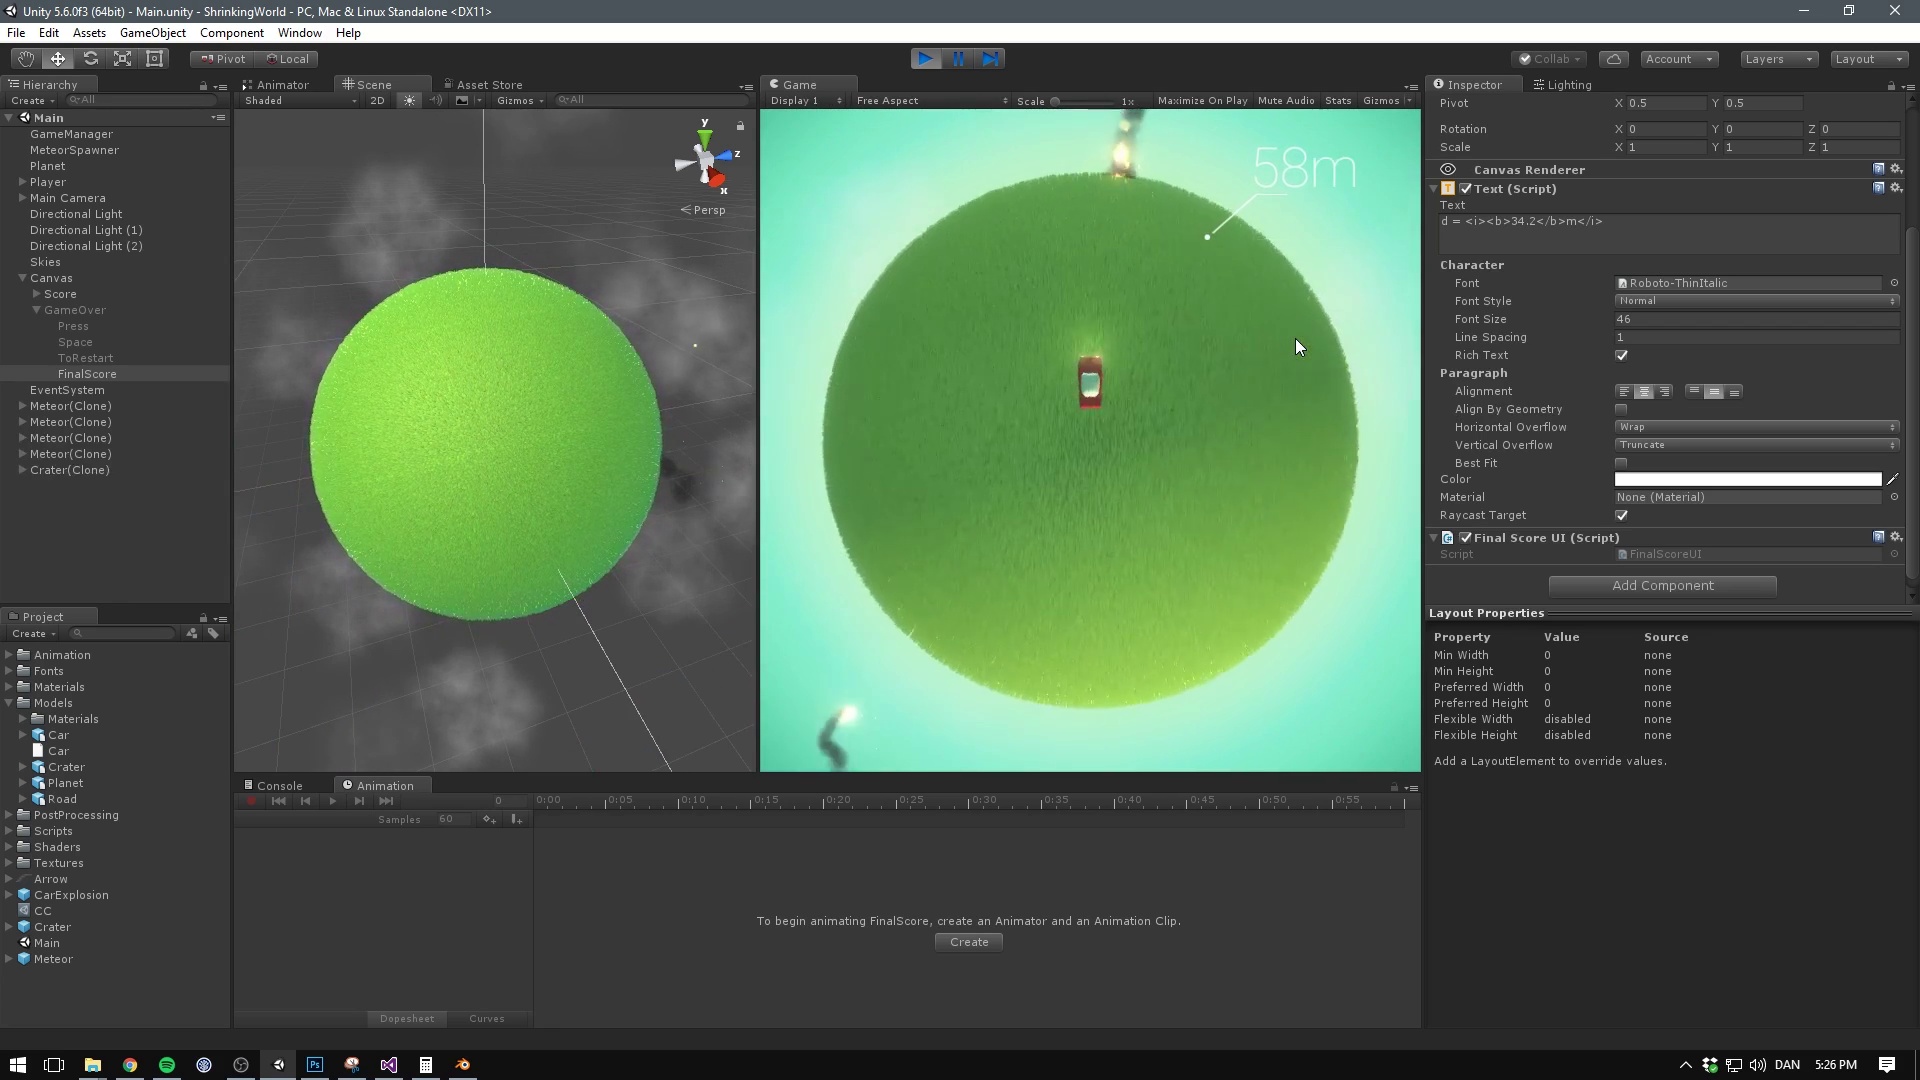 Unity 5.6.0f3 (64bit) - Main.unity - ShrinkingWorld - PC, Mac & Linux Standalone <DX11>
File Edit Assets GameObject Component Window Help
Pivot Local Collab Account Layers Layout
Hierarchy
Create All
Main
GameManager
MeteorSpawner
Planet
Player
Main Camera
Directional Light
Directional Light (1)
Directional Light (2)
Skies
Canvas
Score
GameOver
Press
Space
ToRestart
FinalScore
EventSystem
Meteor(Clone)
Meteor(Clone)
Meteor(Clone)
Meteor(Clone)
Crater(Clone)
Project
Create
Animation
Fonts
Materials
Models
Materials
Car
Car
Crater
Planet
Road
PostProcessing
Scripts
Shaders
Textures
Arrow
CarExplosion
CC
Crater
Main
Meteor
Animator Scene Asset Store
Shaded 2D Gizmos All
y
z
x
Persp
Game
Display 1 Free Aspect Scale 1x Maximize On Play Mute Audio Stats Gizmos
58m
Console Animation
0 0:00 0:05 0:10 0:15 0:20 0:25 0:30 0:35 0:40 0:45 0:50 0:55
Samples 60
To begin animating FinalScore, create an Animator and an Animation Clip.
Create
Dopesheet Curves
Inspector Lighting
Pivot X 0.5 Y 0.5
Rotation X 0 Y 0 Z 0
Scale X 1 Y 1 Z 1
Canvas Renderer
Text (Script)
Text
d = <i><b>34.2</b>m</i>
Character
Font Roboto-ThinItalic
Font Style Normal
Font Size 46
Line Spacing 1
Rich Text
Paragraph
Alignment
Align By Geometry
Horizontal Overflow Wrap
Vertical Overflow Truncate
Best Fit
Color
Material None (Material)
Raycast Target
Final Score UI (Script)
Script FinalScoreUI
Add Component
Layout Properties
Property Value Source
Min Width 0 none
Min Height 0 none
Preferred Width 0 none
Preferred Height 0 none
Flexible Width disabled none
Flexible Height disabled none
Add a LayoutElement to override values.
Ps DAN 5:26 PM